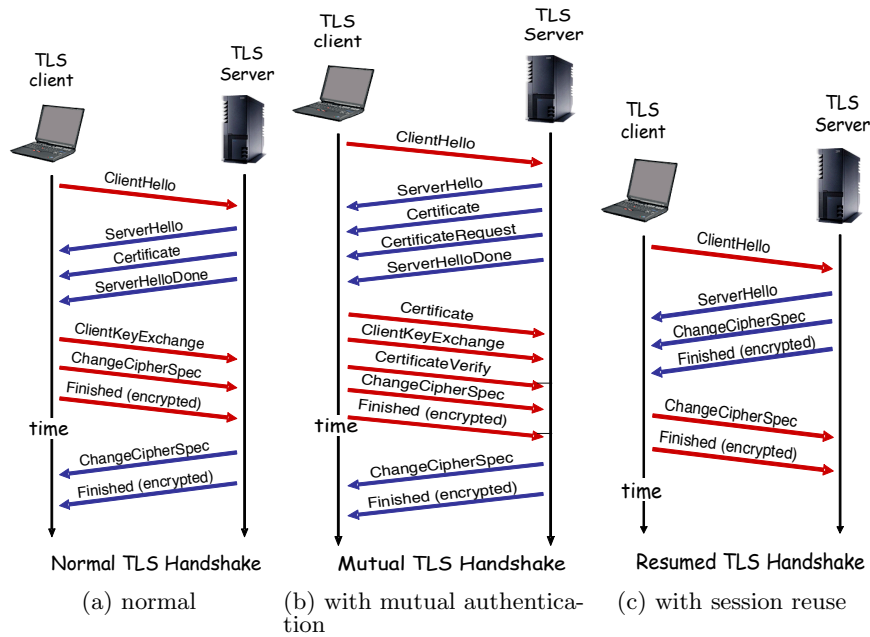 TLS
client
TLS
Server
ClientHello
ServerHello
Certificate
ServerHelloDone
ClientKeyExchange
ChangeCipherSpec
Finished (encrypted)
time
ChangeCipherSpec
Finished (encrypted)
Normal TLS Handshake
(a) normal
TLS
client
TLS
Server
ClientHello
ServerHello
Certificate
CertificateRequest
ServerHelloDone
Certificate
ClientKeyExchange
CertificateVerify
ChangeCipherSpec
Finished (encrypted)
time
ChangeCipherSpec
Finished (encrypted)
Mutual TLS Handshake
(b) with mutual authentica-
tion
TLS
client
TLS
Server
ClientHello
ServerHello
ChangeCipherSpec
Finished (encrypted)
ChangeCipherSpec
Finished (encrypted)
time
Resumed TLS Handshake
(c) with session reuse